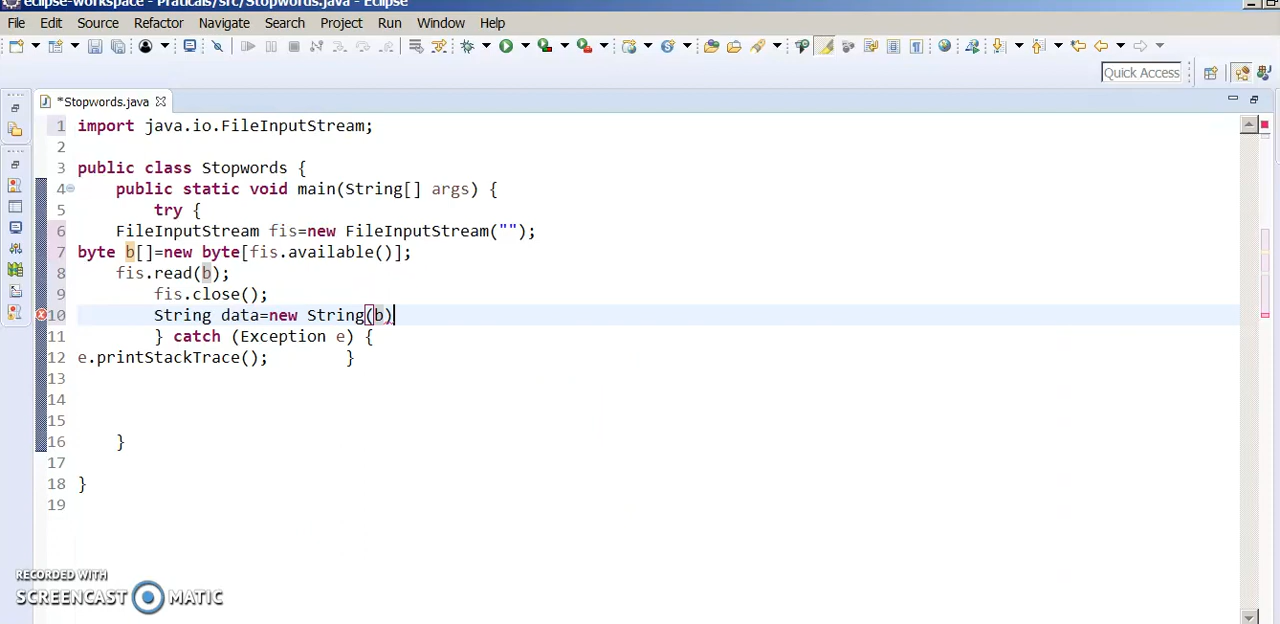 eclipse-workspace - Praticals/src/Stopwords.java - Eclipse
File Edit Source Refactor Navigate Search Project Run Window Help
Quick Access
*Stopwords.java
1 import java.io.FileInputStream;
2
3 public class Stopwords {
4 public static void main(String[] args) {
5 try {
6 FileInputStream fis=new FileInputStream("");
7 byte b[]=new byte[fis.available()];
8 fis.read(b);
9 fis.close();
10 String data=new String(b)
11 } catch (Exception e) {
12 e.printStackTrace(); }
13
14
15
16 }
17
18 }
19
RECORDED WITH
SCREENCAST MATIC